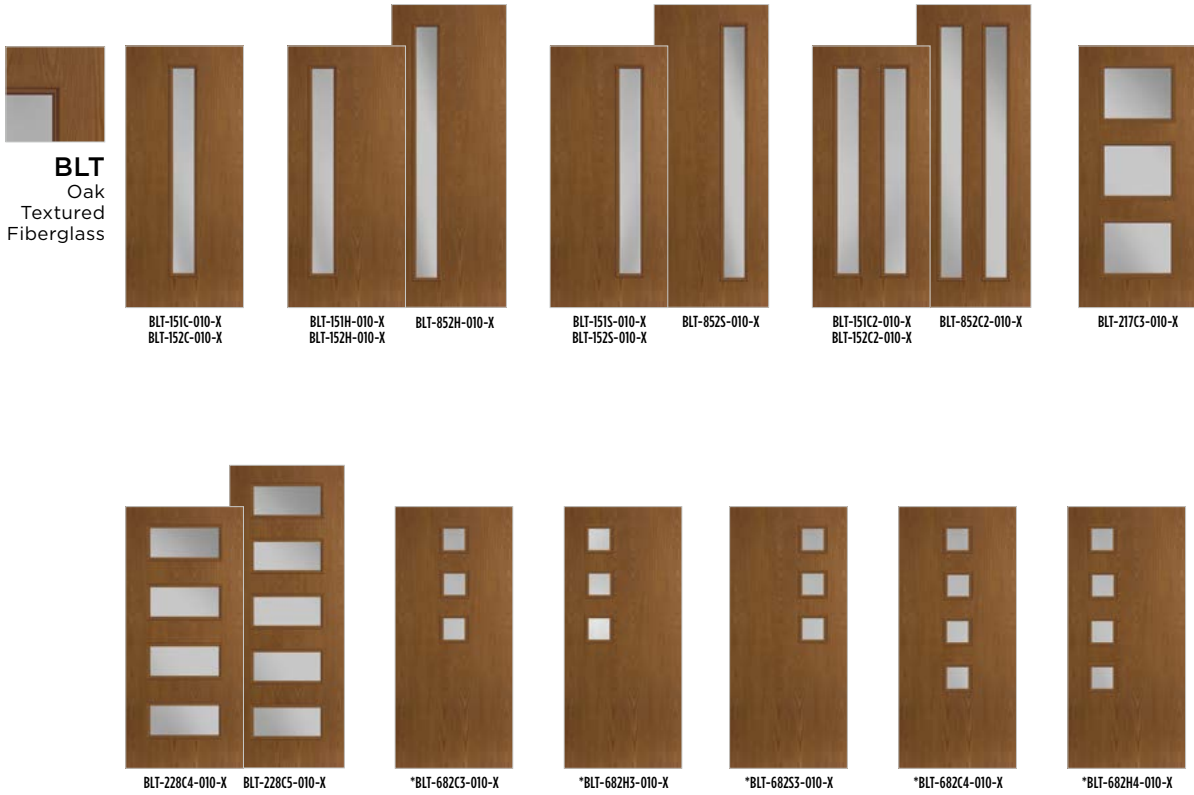 BLT
Oak
Textured
Fiberglass
BLT-151C-010-X
BLT-152C-010-X
BLT-151H-010-X
BLT-152H-010-X
BLT-852H-010-X
BLT-151S-010-X
BLT-152S-010-X
BLT-852S-010-X
BLT-151C2-010-X
BLT-152C2-010-X
BLT-852C2-010-X
BLT-217C3-010-X
BLT-228C4-010-X
BLT-228C5-010-X
*BLT-682C3-010-X
*BLT-682H3-010-X
*BLT-682S3-010-X
*BLT-682C4-010-X
*BLT-682H4-010-X